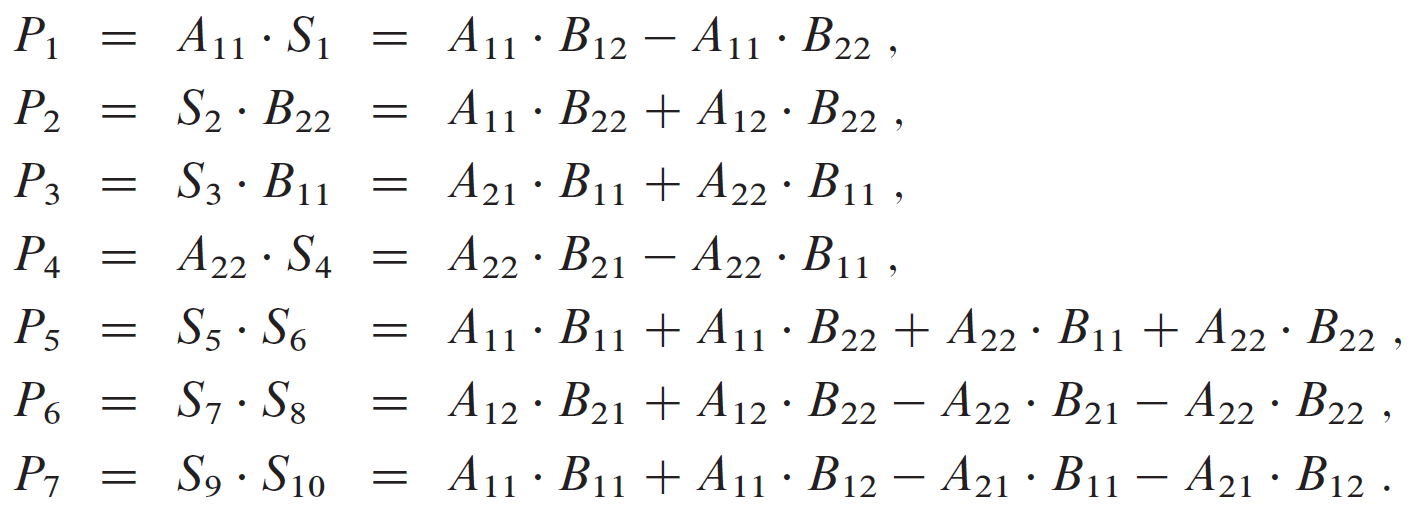 P₁ = A₁₁ · S₁ = A₁₁ · B₁₂ − A₁₁ · B₂₂ ,
P₂ = S₂ · B₂₂ = A₁₁ · B₂₂ + A₁₂ · B₂₂ ,
P₃ = S₃ · B₁₁ = A₂₁ · B₁₁ + A₂₂ · B₁₁ ,
P₄ = A₂₂ · S₄ = A₂₂ · B₂₁ − A₂₂ · B₁₁ ,
P₅ = S₅ · S₆ = A₁₁ · B₁₁ + A₁₁ · B₂₂ + A₂₂ · B₁₁ + A₂₂ · B₂₂ ,
P₆ = S₇ · S₈ = A₁₂ · B₂₁ + A₁₂ · B₂₂ − A₂₂ · B₂₁ − A₂₂ · B₂₂ ,
P₇ = S₉ · S₁₀ = A₁₁ · B₁₁ + A₁₁ · B₁₂ − A₂₁ · B₁₁ − A₂₁ · B₁₂ .